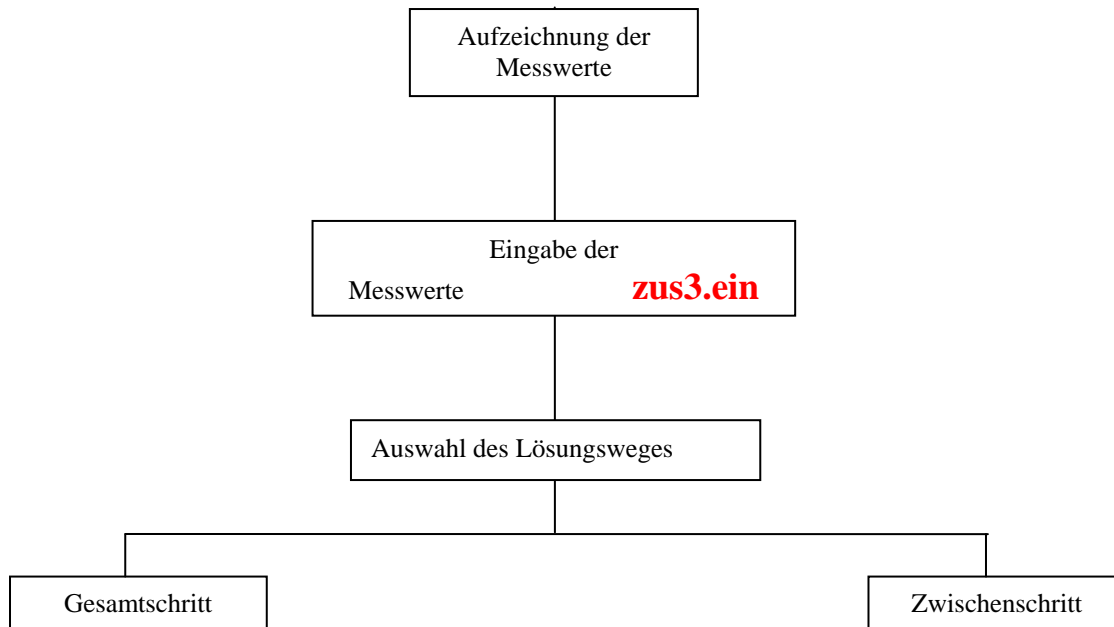 Aufzeichnung der
Messwerte
Eingabe der
Messwerte zus3.ein
Auswahl des Lösungsweges
Gesamtschritt Zwischenschritt